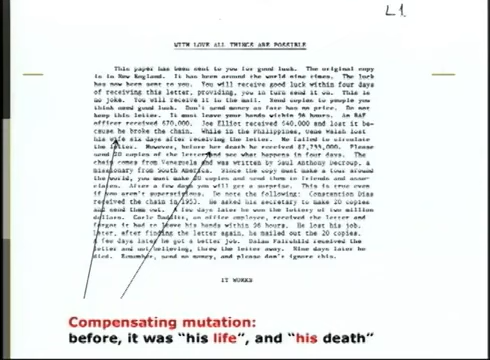 L1
WITH LOVE ALL THINGS ARE POSSIBLE
This paper has been sent to you for good luck. The original copy
is in New England. It has been around the world nine times. The luck
has now been sent to you. You will receive good luck within four days
of receiving this letter, providing, you in turn send it on. This is
no joke. You will receive it in the mail. Send copies to people you
think need good luck. Don't send money as fate has no price. Do not
keep this letter. It must leave your hands within 96 hours. An RAF
officer received $70,000. Joe Elliot received $40,000 and lost it be-
cause he broke the chain. While in the Philippines, Gene Walsh lost
his wife six days after receiving the letter. He failed to circulate
the letter. However, before her death he received $7,755,000. Please
send 20 copies of the letter and see what happens in four days. The
chain comes from Venezuela and was written by Saul Anthony Decroup, a
missionary from South America. Since the copy must make a tour around
the world, you must make 20 copies and send them to friends and asso-
ciates. After a few days you will get a surprise. This is true even
if you aren't superstitious. Do note the following: Constantine Dias
received the chain in 1953. He asked his secretary to make 20 copies
and send them out. A few days later he won the lottery of two million
dollars. Carlo Daddits, an office employee, received the letter and
forgot it had to leave his hands within 96 hours. He lost his job.
Later, after finding the letter again, he mailed out the 20 copies.
A few days later he got a better job. Dalan Fairchild received the
letter and not believing, threw the letter away. Nine days later he
died. Remember, send no money, and please don't ignore this.
IT WORKS
Compensating mutation:
before, it was "his life", and "his death"